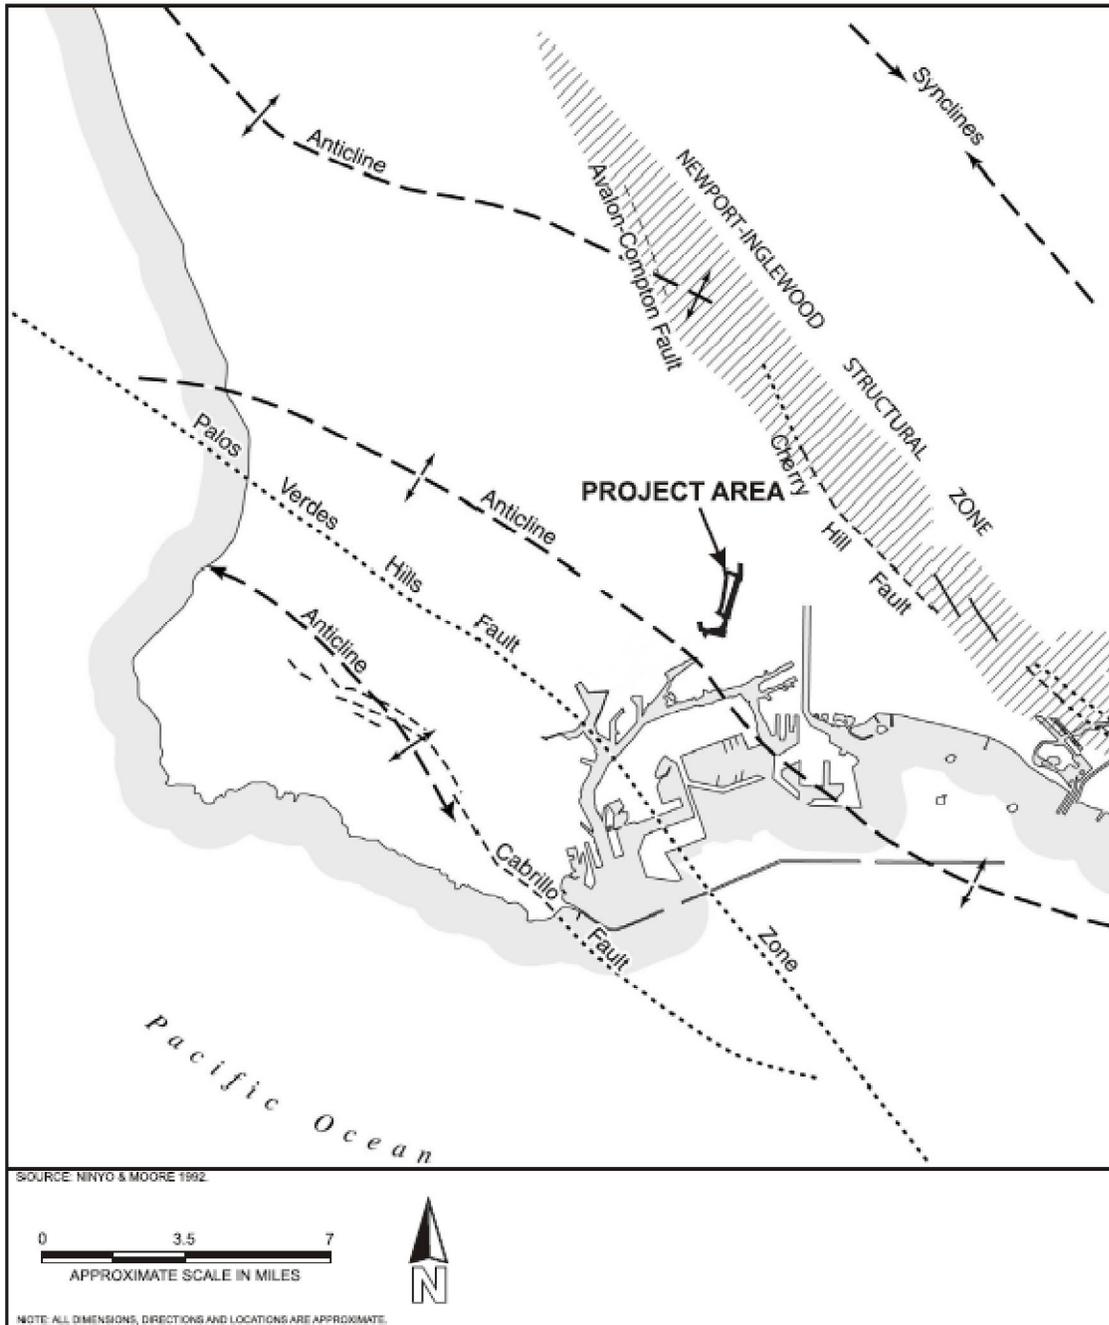 Synclines
Anticline
NEWPORT-INGLEWOOD
STRUCTURAL
ZONE
Avalon-Compton Fault
Cherry
Hill
Fault
PROJECT AREA
Palos
Verdes
Hills
Fault
Zone
Anticline
Anticline
Cabrillo
Fault
Pacific Ocean
SOURCE: NINYO & MOORE 1992.
0 3.5 7
APPROXIMATE SCALE IN MILES
N
NOTE: ALL DIMENSIONS, DIRECTIONS AND LOCATIONS ARE APPROXIMATE.